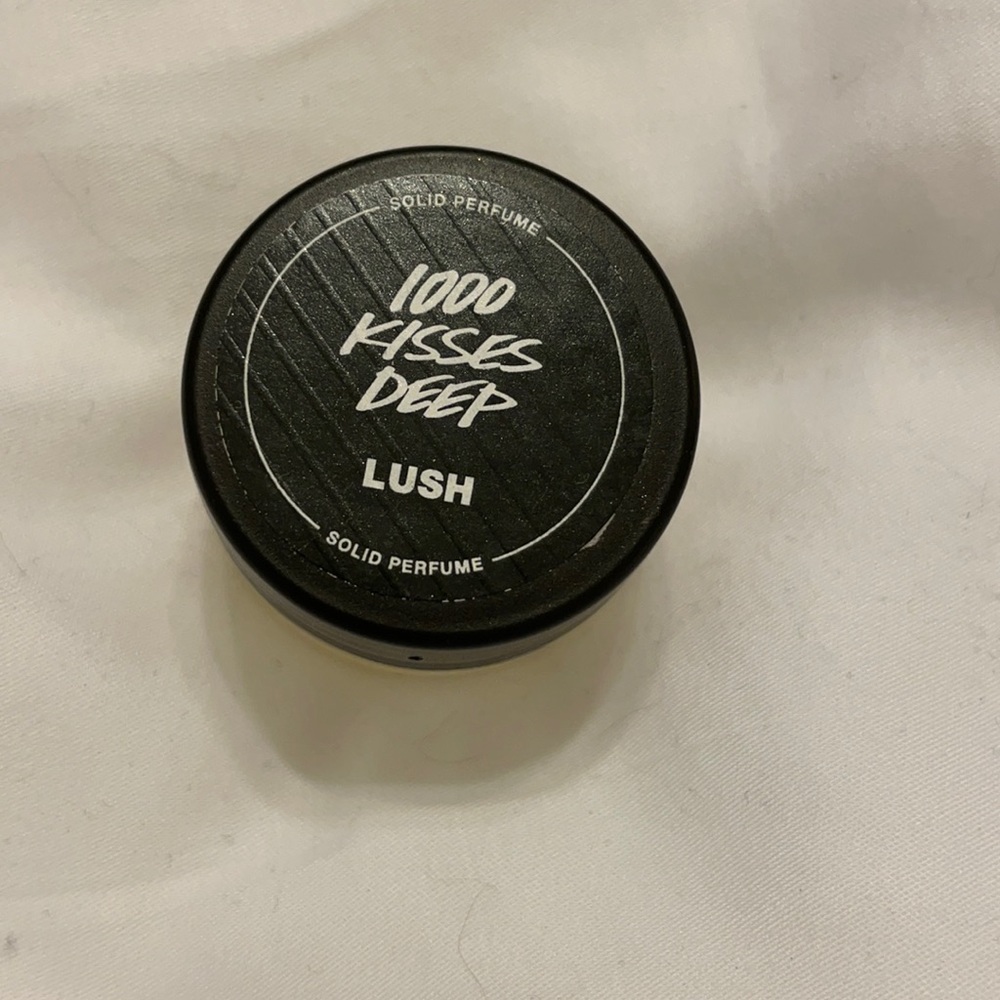 SOLID PERFUME
1000
KISSES
DEEP
LUSH
SOLID PERFUME